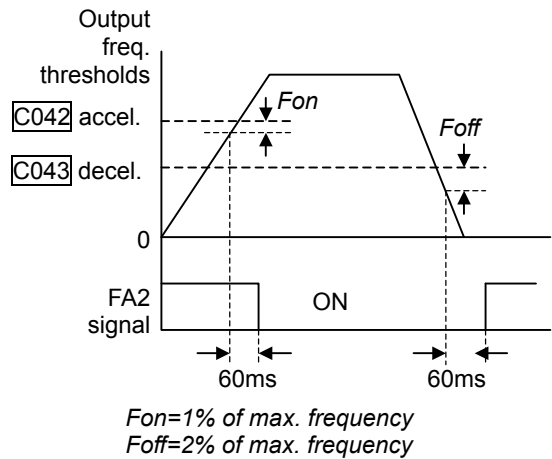 Output
freq.
thresholds
C042 accel.
Fon
Foff
C043 decel.
0
FA2
signal
ON
60ms
60ms
Fon=1% of max. frequency
Foff=2% of max. frequency